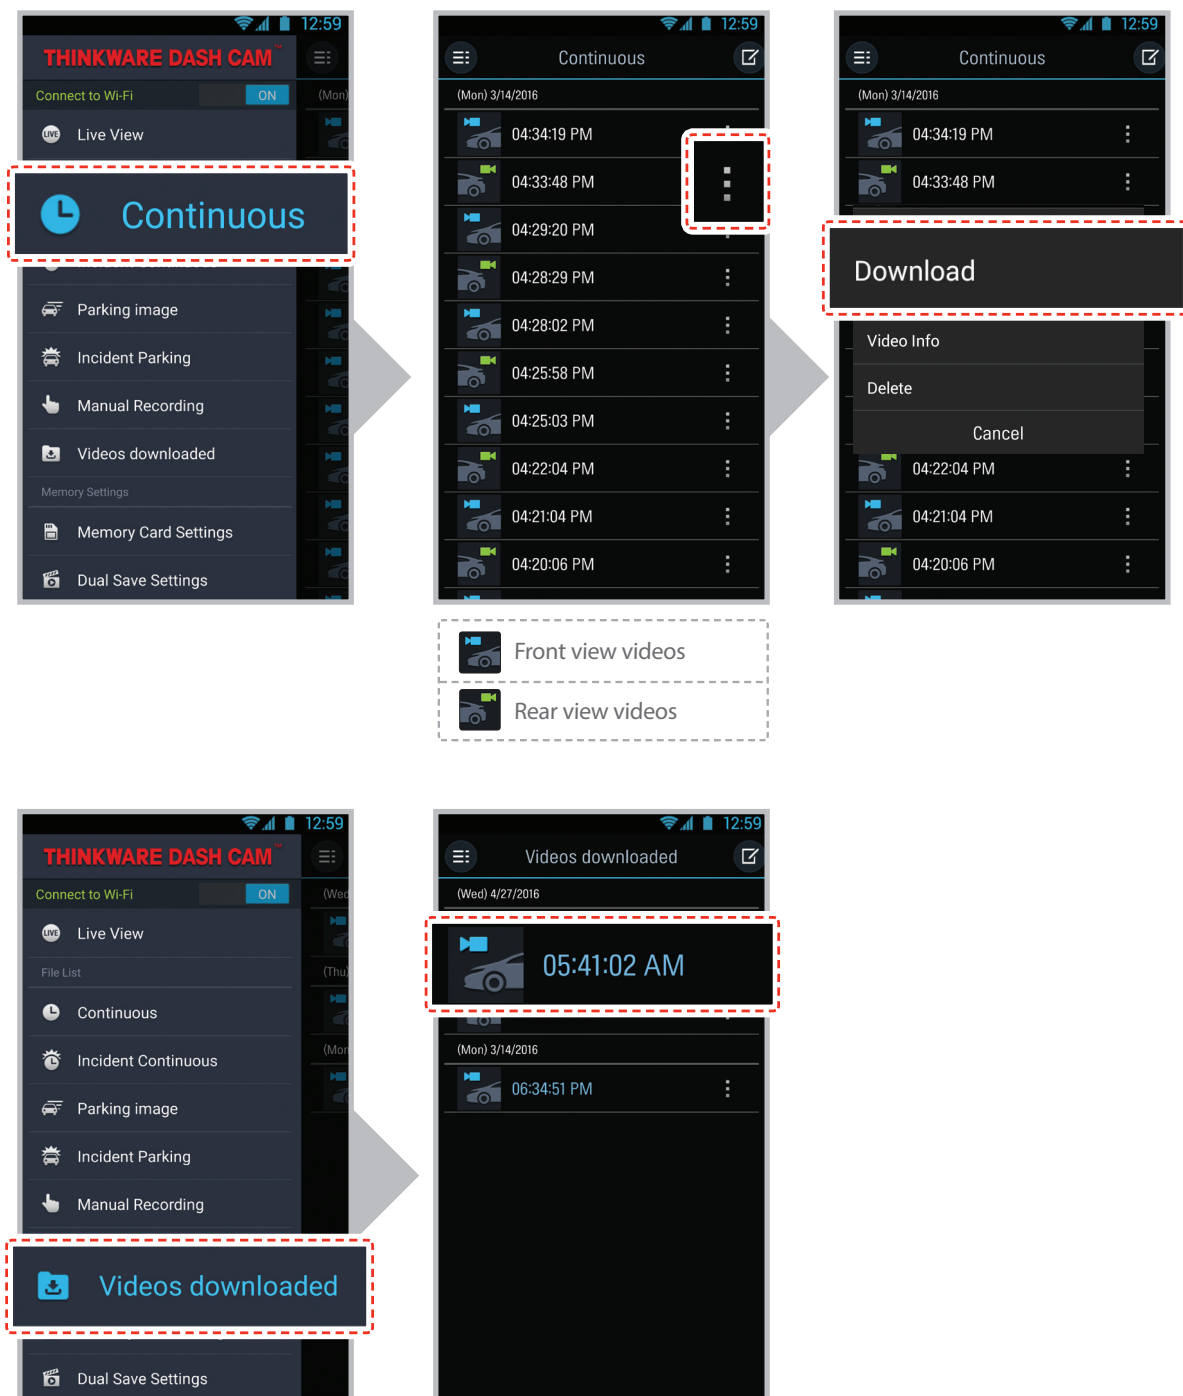 12:59
THINKWARE DASH CAM™
Connect to Wi-Fi ON
(Mon)
LIVE Live View
Continuous
Parking image
Incident Parking
Manual Recording
Videos downloaded
Memory Settings
Memory Card Settings
Dual Save Settings
12:59
Continuous
(Mon) 3/14/2016
04:34:19 PM
04:33:48 PM
04:29:20 PM
04:28:29 PM
04:28:02 PM
04:25:58 PM
04:25:03 PM
04:22:04 PM
04:21:04 PM
04:20:06 PM
12:59
Continuous
(Mon) 3/14/2016
04:34:19 PM
04:33:48 PM
Download
Video Info
Delete
Cancel
04:22:04 PM
04:21:04 PM
04:20:06 PM
Front view videos
Rear view videos
12:59
THINKWARE DASH CAM™
Connect to Wi-Fi ON
(Wed
LIVE Live View
File List
(Thu)
Continuous
Incident Continuous
(Mon
Parking image
Incident Parking
Manual Recording
Videos downloaded
Dual Save Settings
12:59
Videos downloaded
(Wed) 4/27/2016
05:41:02 AM
(Mon) 3/14/2016
06:34:51 PM